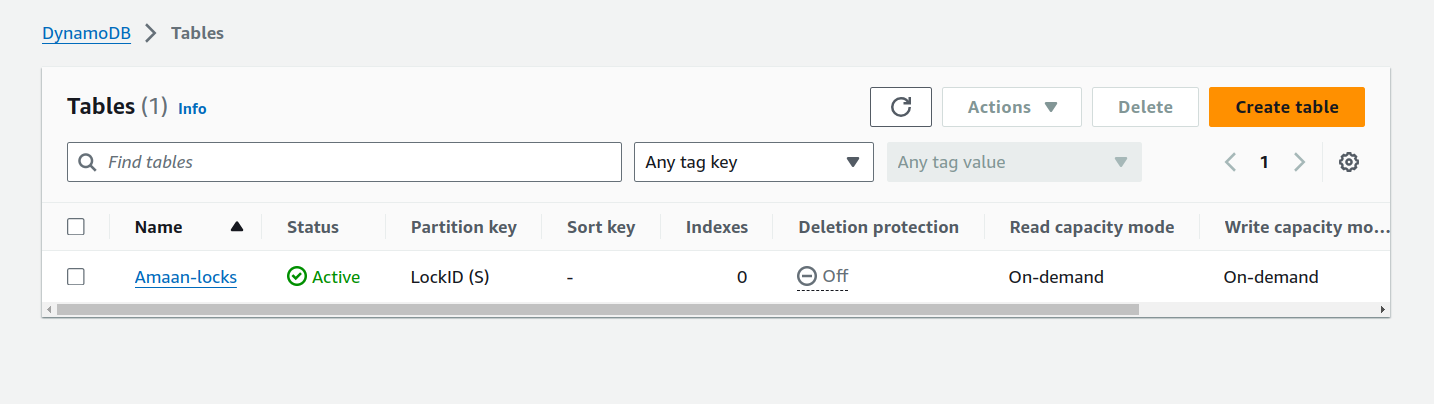 DynamoDB > Tables
Tables (1) Info
Actions Delete Create table
Find tables Any tag key Any tag value 1
Name Status Partition key Sort key Indexes Deletion protection Read capacity mode Write capacity mo...
Amaan-locks Active LockID (S) - 0 Off On-demand On-demand